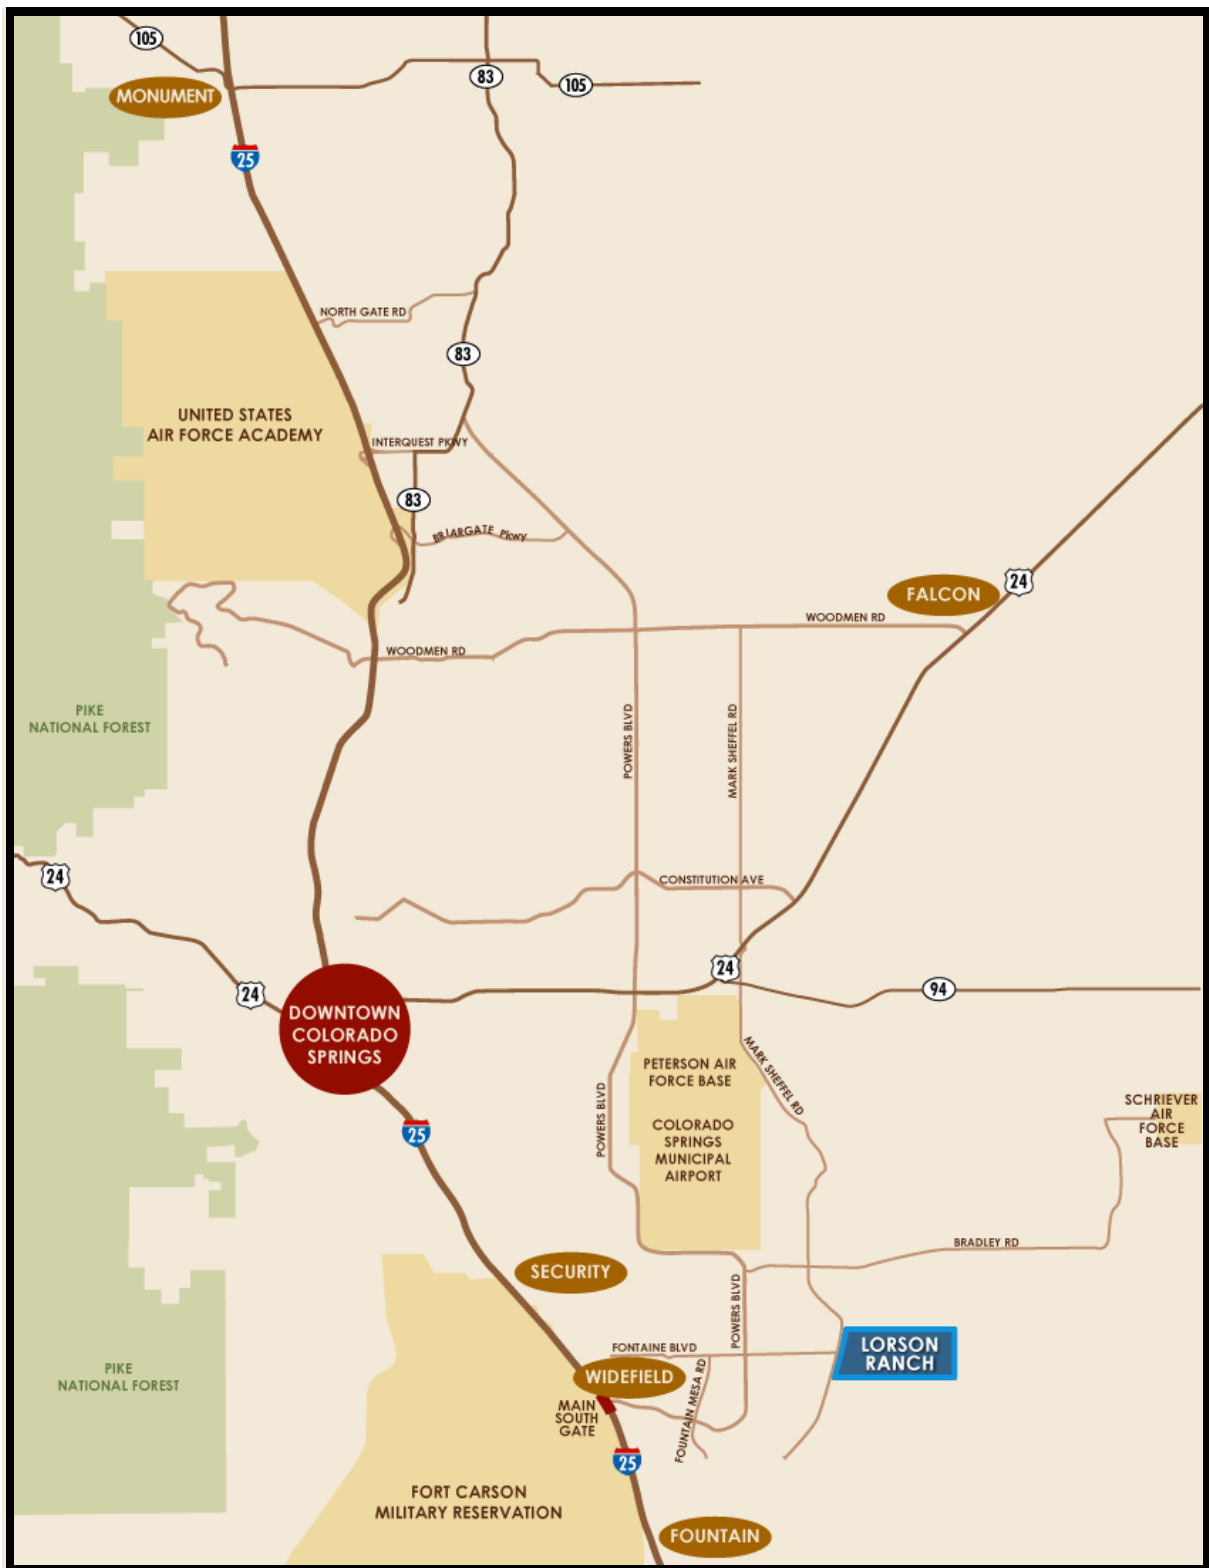 105
83
105
MONUMENT
25
NORTH GATE RD
83
UNITED STATES
AIR FORCE ACADEMY
INTERQUEST PKWY
83
BRIARGATE Pkwy
24
FALCON
WOODMEN RD
WOODMEN RD
PIKE
NATIONAL FOREST
POWERS BLVD
MARK SHEFFEL RD
24
CONSTITUTION AVE
24
24
94
DOWNTOWN
COLORADO
SPRINGS
MARK SHEFFEL RD
PETERSON AIR
FORCE BASE
POWERS BLVD
COLORADO
SPRINGS
MUNICIPAL
AIRPORT
SCHRIEVER
AIR
FORCE
BASE
25
BRADLEY RD
SECURITY
POWERS BLVD
FONTAINE BLVD
LORSON
RANCH
WIDEFIELD
FOUNTAIN MESA RD
PIKE
NATIONAL FOREST
MAIN
SOUTH
GATE
25
FORT CARSON
MILITARY RESERVATION
FOUNTAIN